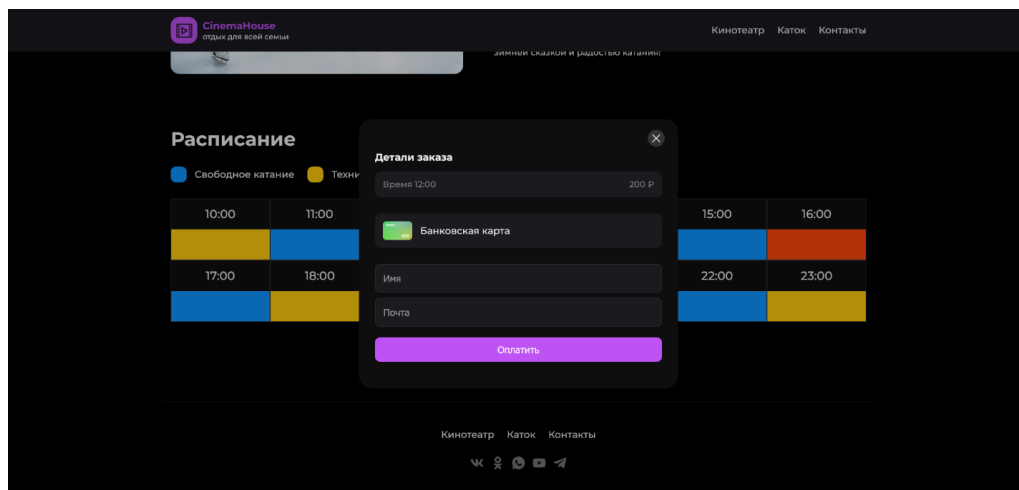 CinemaHouse
отдых для всей семьи
Кинотеатр Каток Контакты
зимней сказкой и радостью катания!
Расписание
Свободное катание Техни
Детали заказа
Время 12:00 200 ₽
Банковская карта
Имя
Почта
Оплатить
10:00 11:00 15:00 16:00
17:00 18:00 22:00 23:00
Кинотеатр Каток Контакты